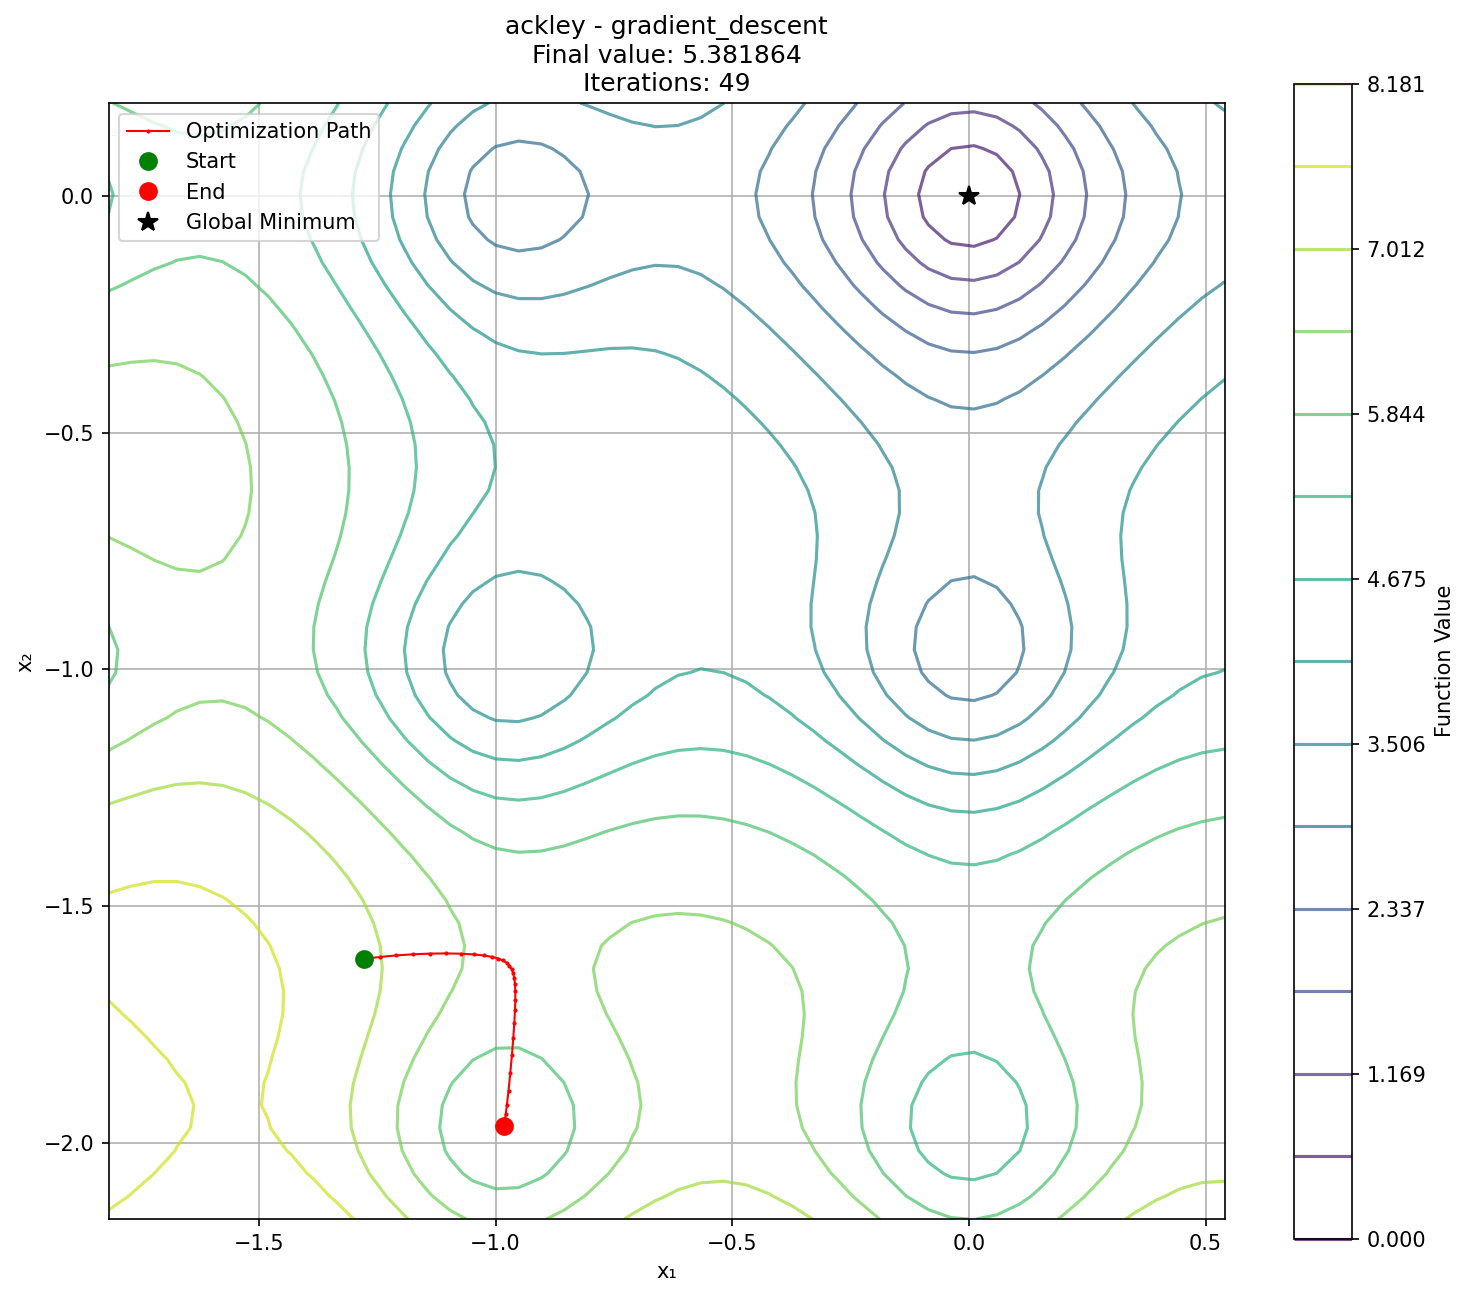 ackley - gradient_descent
Final value: 5.381864
Iterations: 49
Optimization Path
Start
End
Global Minimum
0.0
−0.5
−1.0
−1.5
−2.0
x₂
−1.5
−1.0
−0.5
0.0
0.5
x₁
8.181
7.012
5.844
4.675
3.506
2.337
1.169
0.000
Function Value